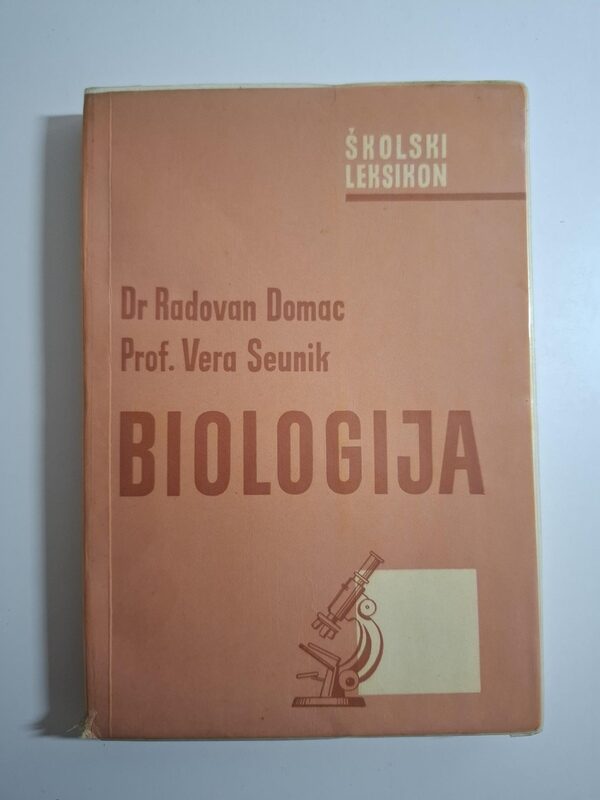 ŠKOLSKI
LEKSIKON
Dr Radovan Domac
Prof. Vera Seunik
BIOLOGIJA